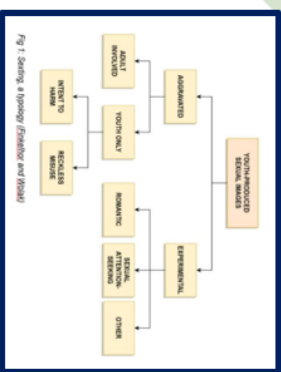 YOUTH-PRODUCED
SEXUAL IMAGES
AGGRAVATED
EXPERIMENTAL
ADULT
INVOLVED
YOUTH ONLY
ROMANTIC
SEXUAL
ATTENTION-
SEEKING
OTHER
INTENT TO
HARM
RECKLESS
MISUSE
Fig 1: Sexting, a typology (Finkelhor and Wolak)